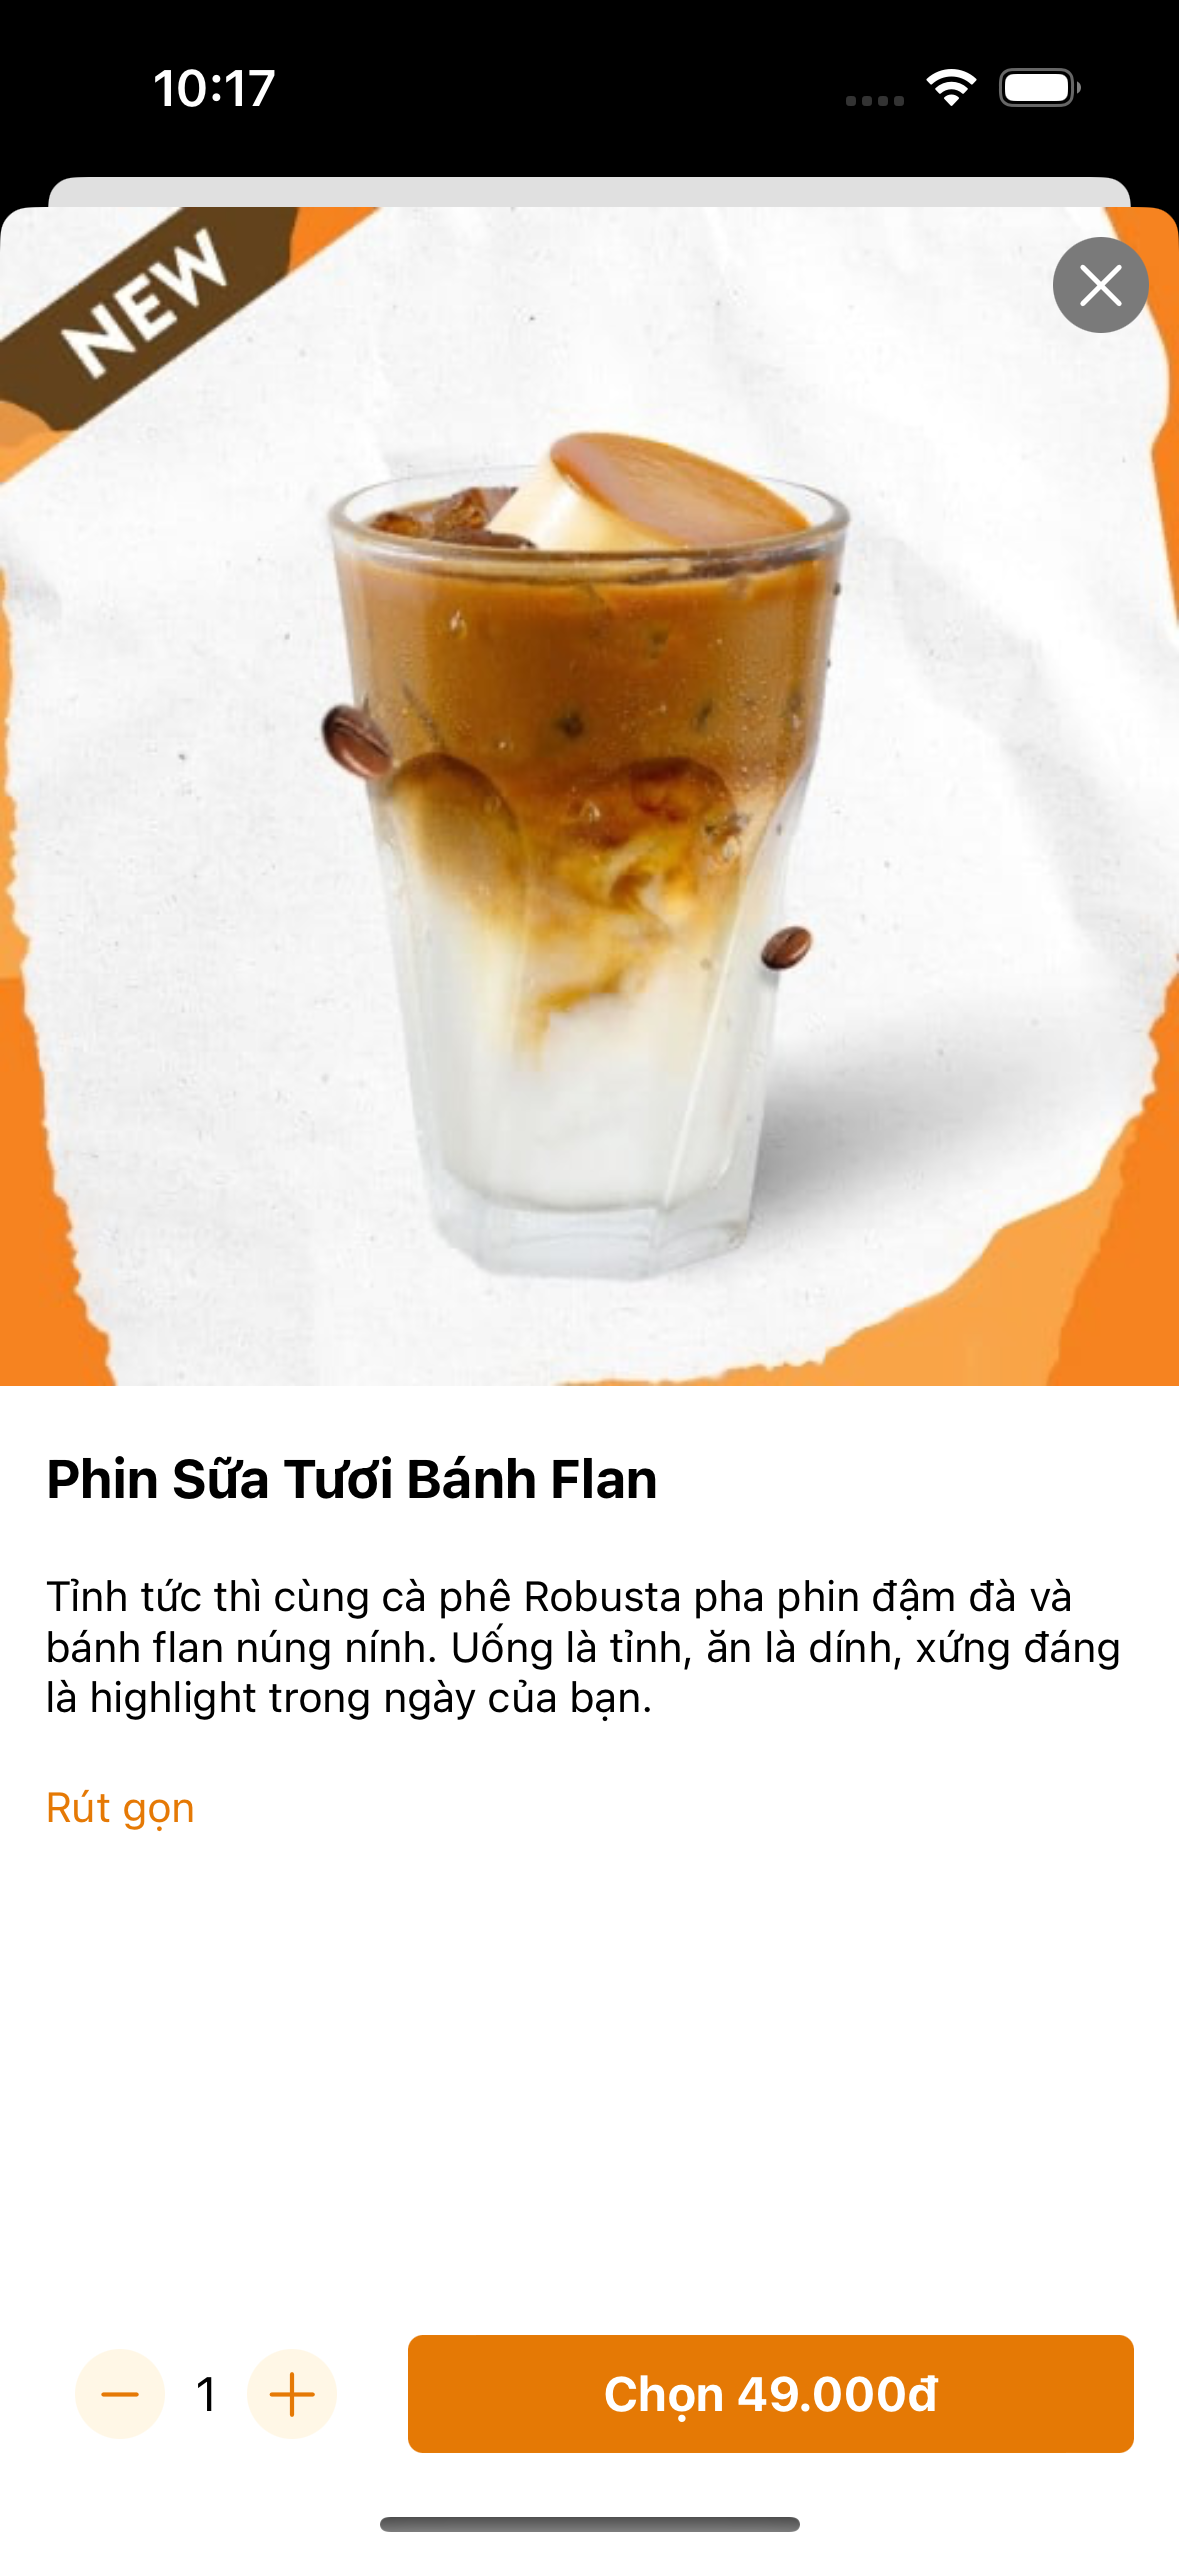 10:17
NEW
Phin Sữa Tươi Bánh Flan
Tỉnh tức thì cùng cà phê Robusta pha phin đậm đà và
bánh flan núng nính. Uống là tỉnh, ăn là dính, xứng đáng
là highlight trong ngày của bạn.
Rút gọn
1
Chọn 49.000đ